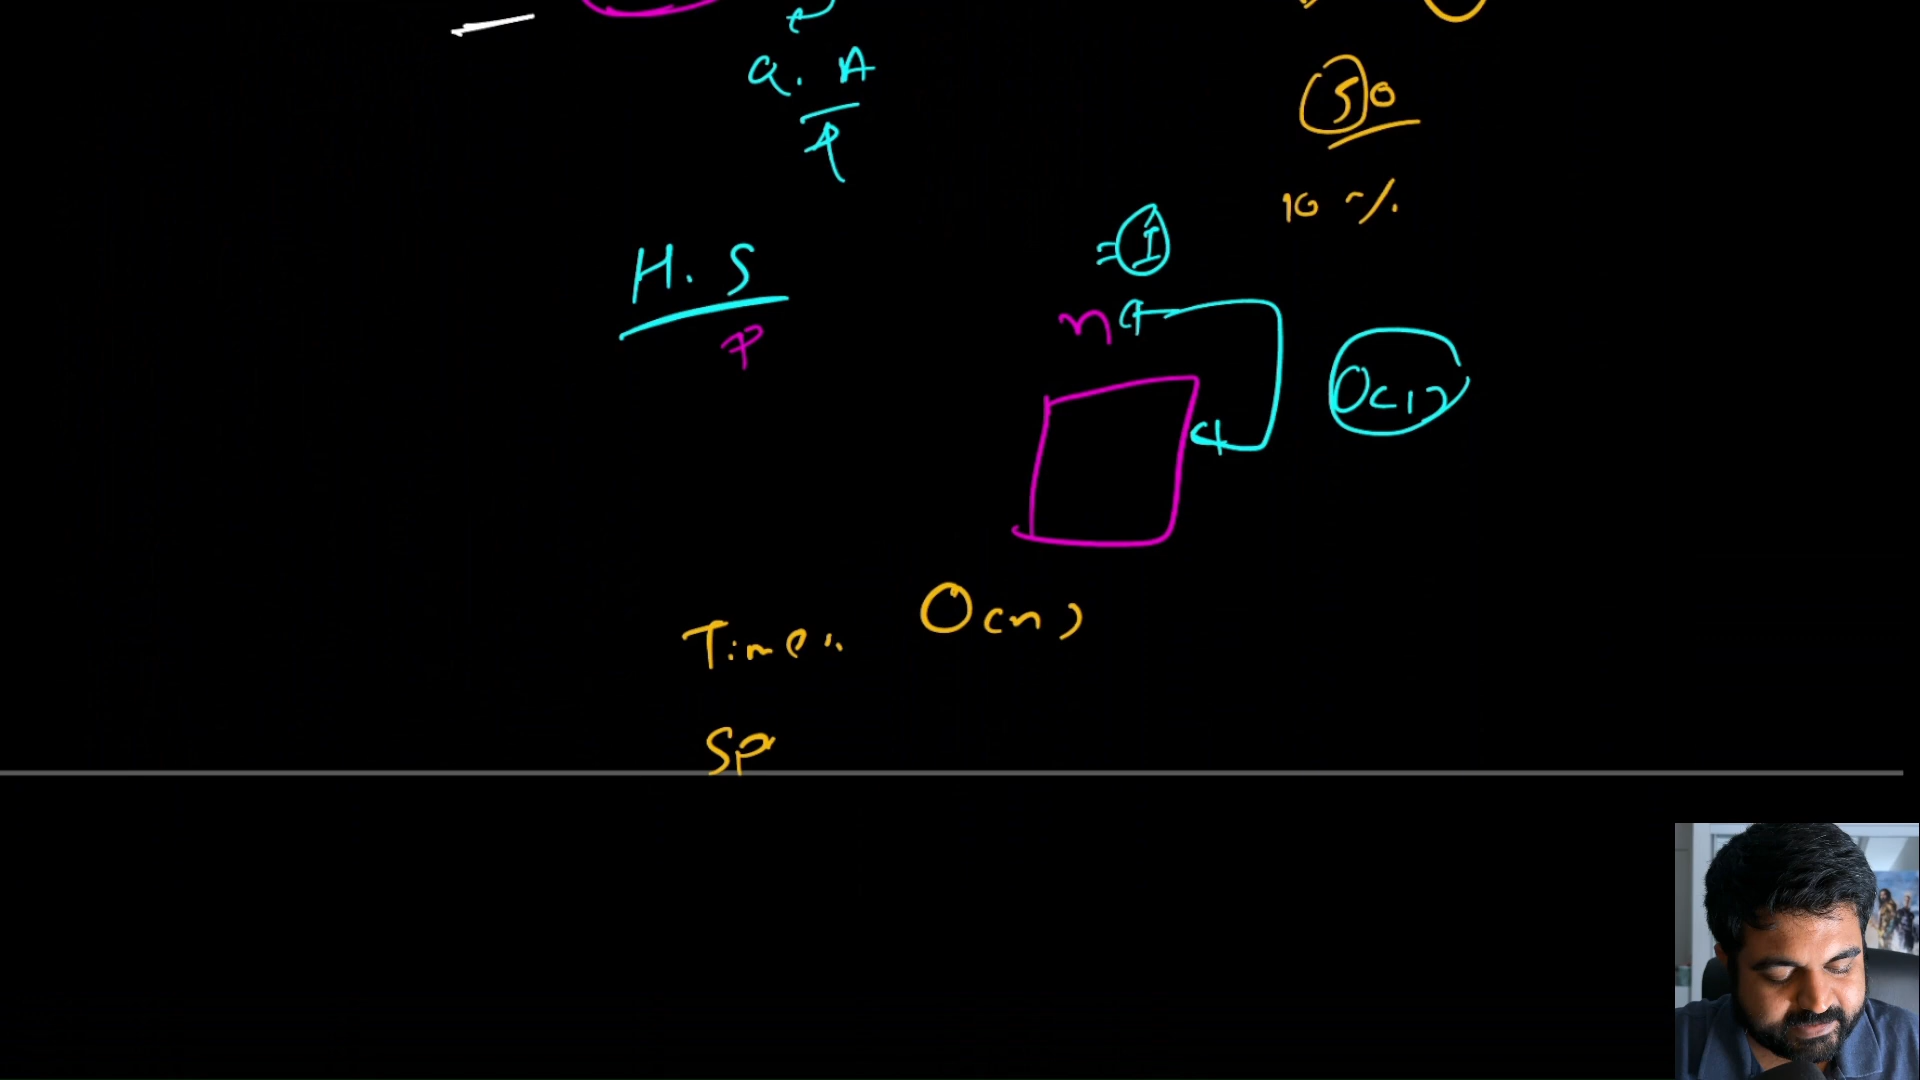 Q. A
50
10 %
H. S
= I
n
P
O(1)
Time: O(n)
SP